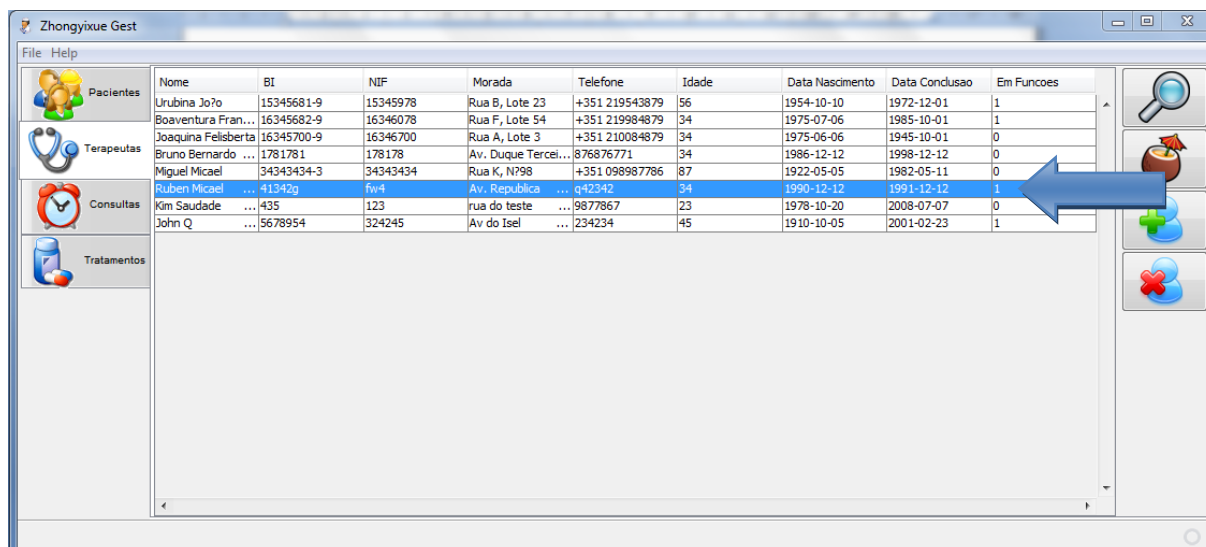 Zhongyixue Gest
File Help
Pacientes
Terapeutas
Consultas
Tratamentos
Nome BI NIF Morada Telefone Idade Data Nascimento Data Conclusao Em Funcoes
Urubina Jo?o 15345681-9 15345978 Rua B, Lote 23 +351 219543879 56 1954-10-10 1972-12-01 1
Boaventura Fran... 16345682-9 16346078 Rua F, Lote 54 +351 219984879 34 1975-07-06 1985-10-01 1
Joaquina Felisberta 16345700-9 16346700 Rua A, Lote 3 +351 210084879 34 1975-06-06 1945-10-01 0
Bruno Bernardo ... 1781781 178178 Av. Duque Tercei... 876876771 34 1986-12-12 1998-12-12 0
Miguel Micael 34343434-3 34343434 Rua K, N?98 +351 098987786 87 1922-05-05 1982-05-11 0
Ruben Micael ... 41342g fw4 Av. Republica ... q42342 34 1990-12-12 1991-12-12 1
Kim Saudade ... 435 123 rua do teste ... 9877867 23 1978-10-20 2008-07-07 0
John Q ... 5678954 324245 Av do Isel ... 234234 45 1910-10-05 2001-02-23 1